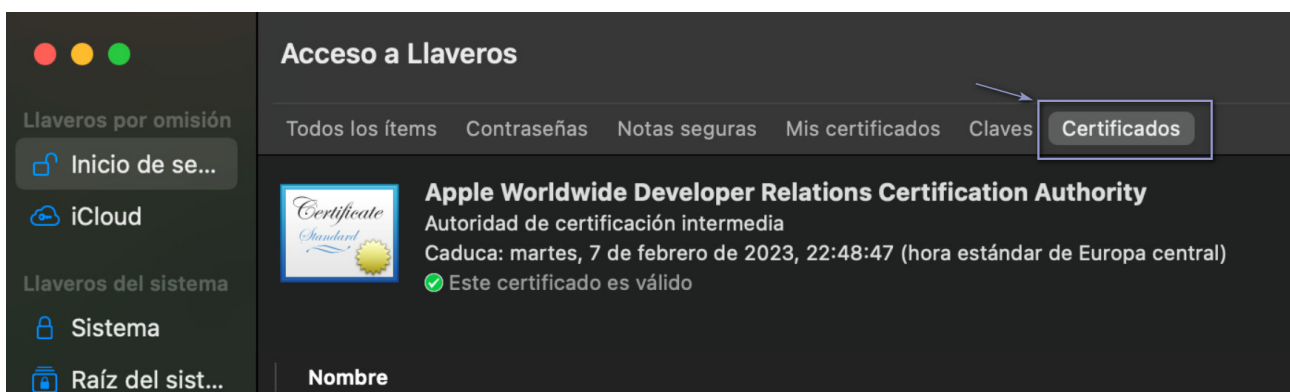 Acceso a Llaveros
Llaveros por omisión
Inicio de se...
iCloud
Llaveros del sistema
Sistema
Raíz del sist...
Todos los ítems Contraseñas Notas seguras Mis certificados Claves Certificados
Certificate
Standard
Apple Worldwide Developer Relations Certification Authority
Autoridad de certificación intermedia
Caduca: martes, 7 de febrero de 2023, 22:48:47 (hora estándar de Europa central)
Este certificado es válido
Nombre